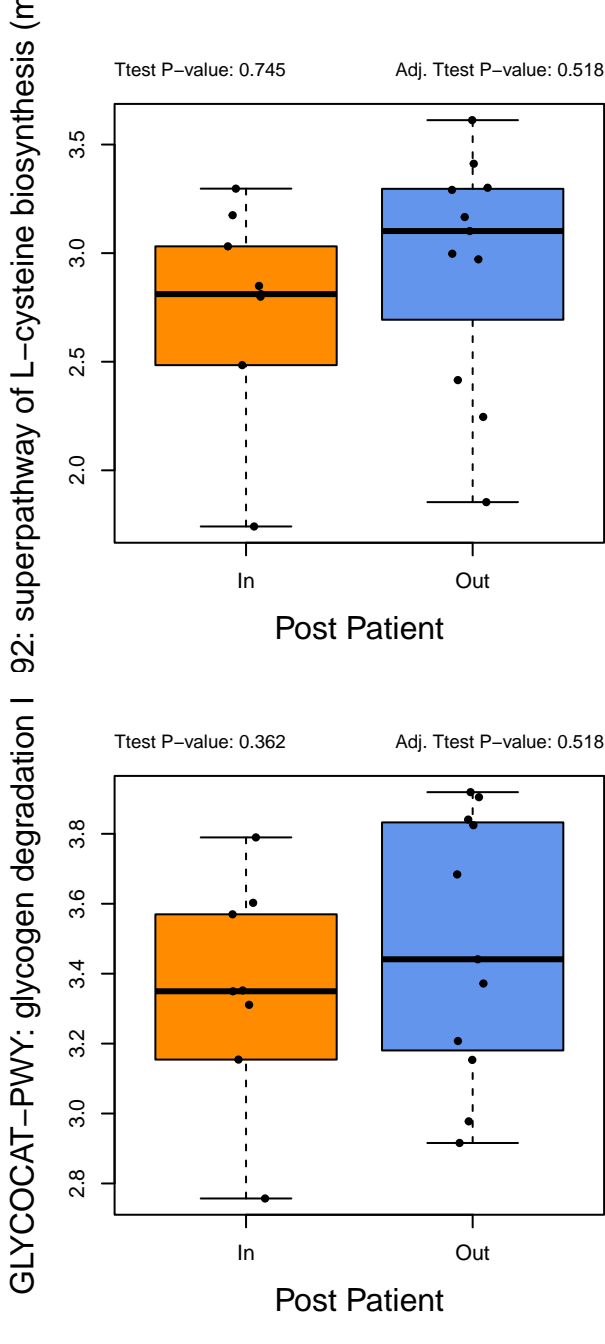 Ttest P−value: 0.745 Adj. Ttest P−value: 0.518
92: superpathway of L−cysteine biosynthesis (m
3.5
3.0
2.5
2.0
In Out
Post Patient
Ttest P−value: 0.362 Adj. Ttest P−value: 0.518
GLYCOCAT−PWY: glycogen degradation I
3.8
3.6
3.4
3.2
3.0
2.8
In Out
Post Patient